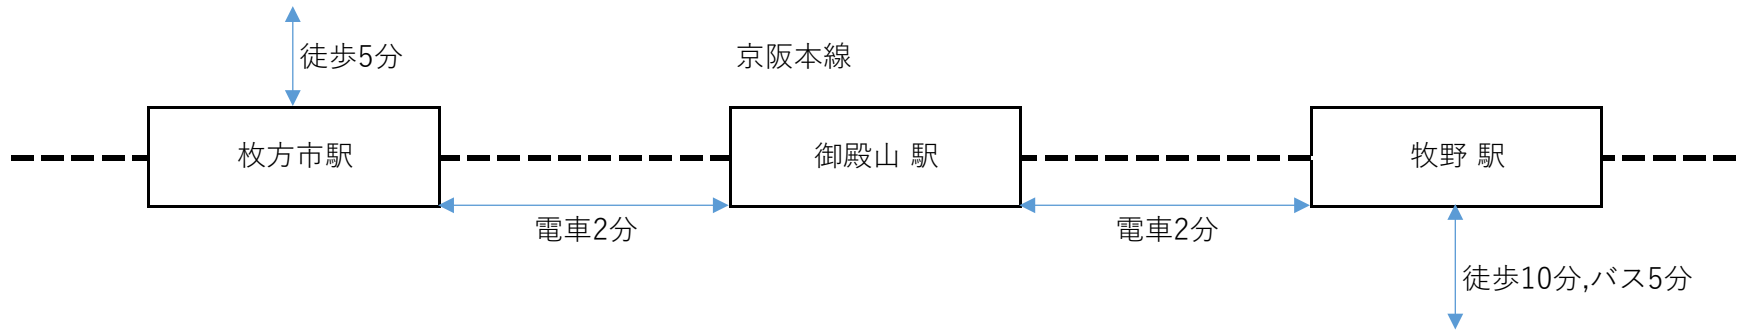 徒歩5分
京阪本線
枚方市駅
御殿山 駅
牧野 駅
電車2分
電車2分
徒歩10分,バス5分